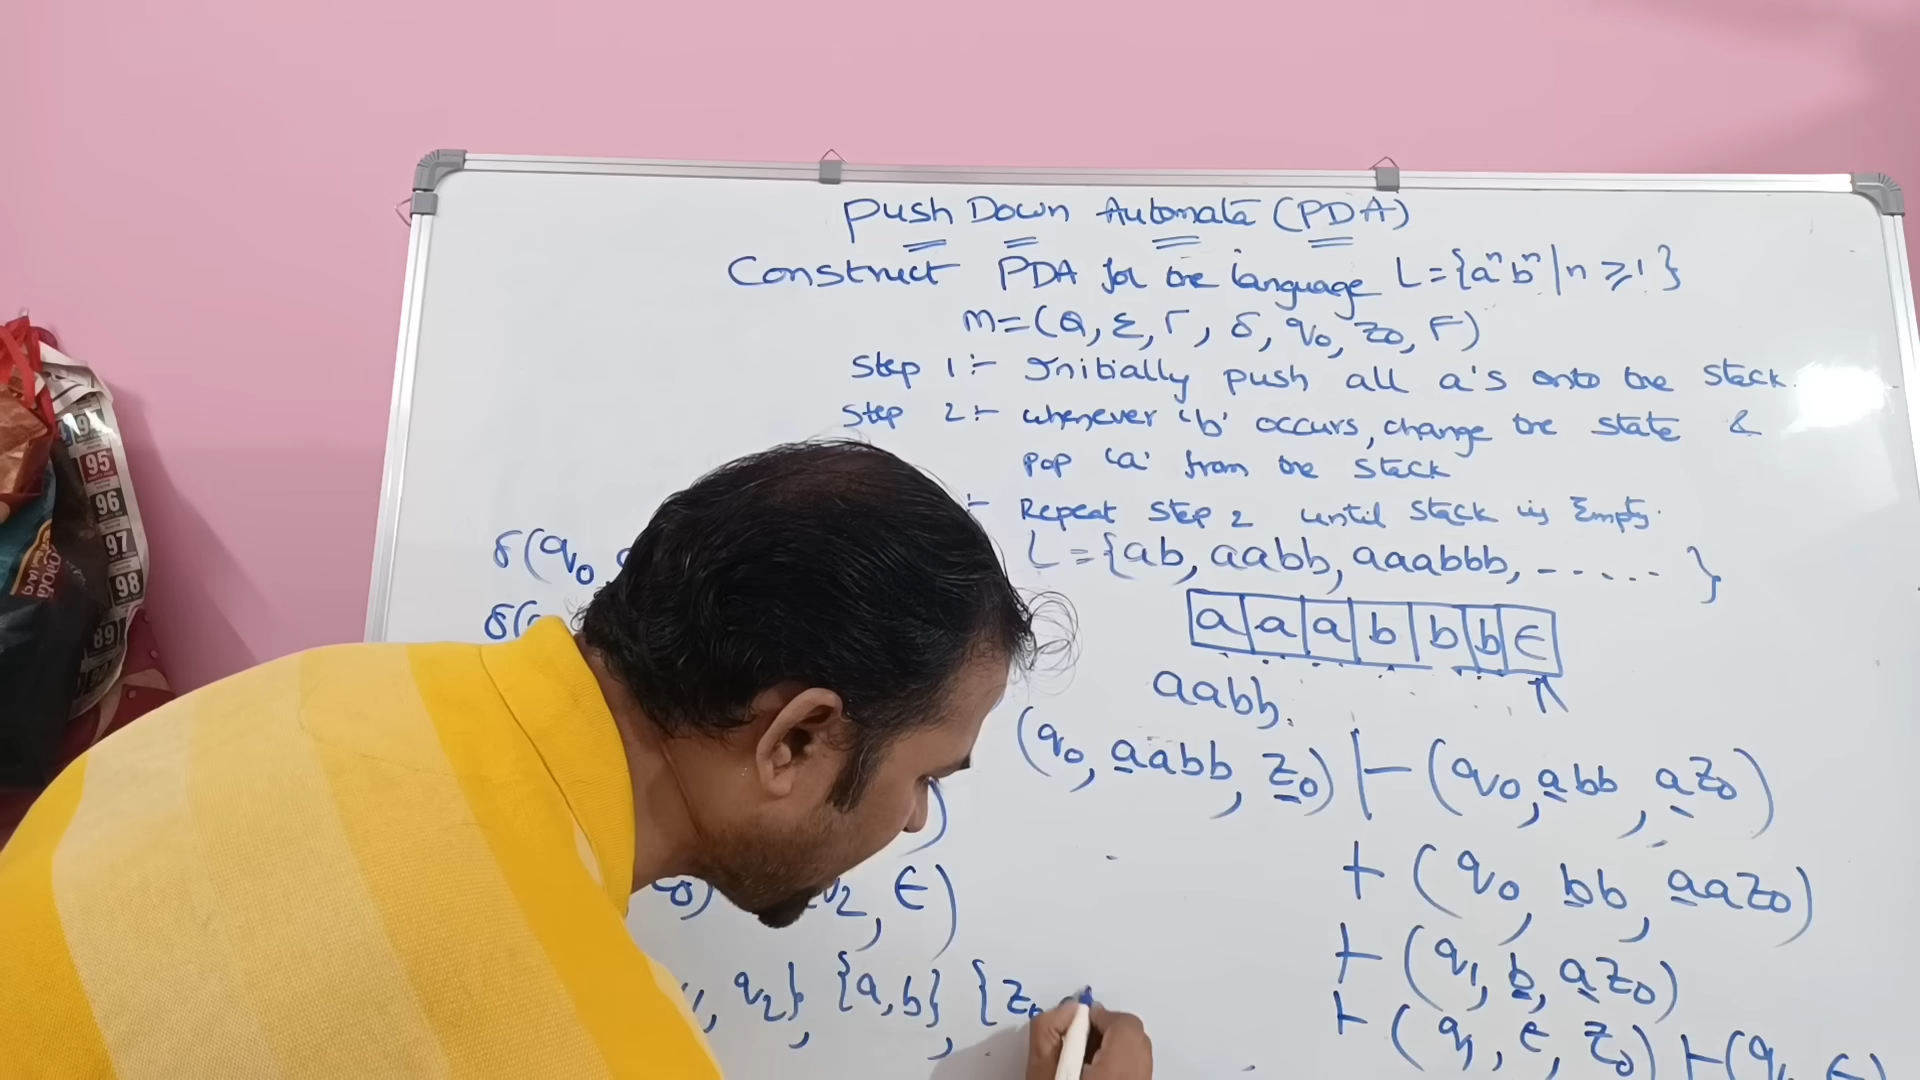 Push Down Automata (PDA)
Construct PDA for the language L={aⁿbⁿ|n≥1}
M=(Q, Σ, Γ, δ, q₀, z₀, F)
Step 1:- Initially push all a's onto the stack.
Step 2:- whenever 'b' occurs, change the state &
pop 'a' from the stack
:- Repeat step 2 until stack is Empty.
δ(q₀,
L={ab, aabb, aaabbb, ------ }
δ(
a a a b b b ε
aabb.
(q₀, aabb, z₀) ⊢ (q₀, abb, az₀)
)
⊢ (q₀, bb, aaz₀)
z₀) q₂, ε)
⊢ (q₁, b, az₀)
q₂}, {a,b}, {z₀
⊢ (q₁, ε, z₀) ⊢ (q
95
96
97
98
89